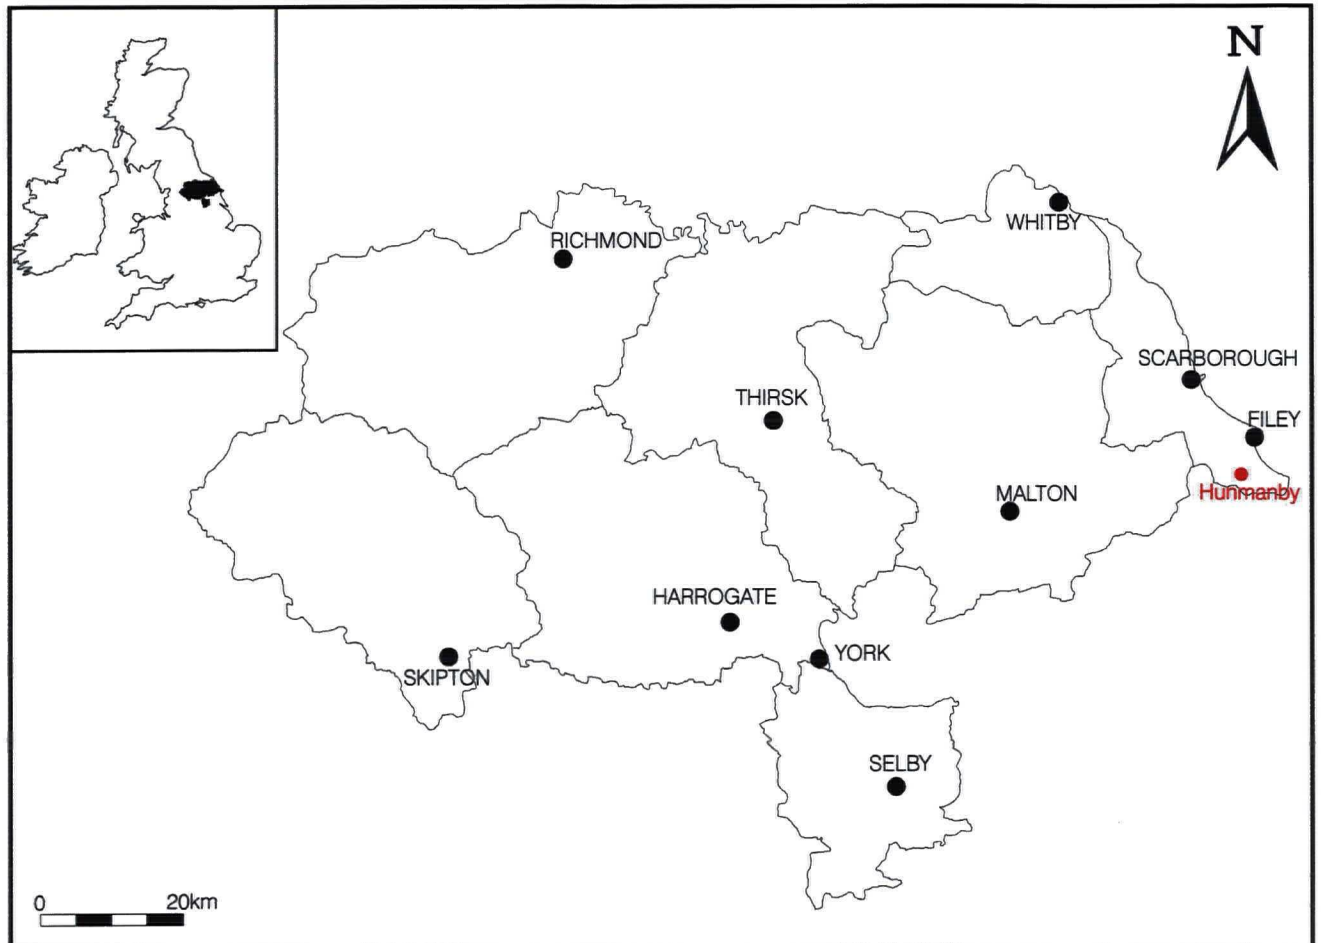 N
WHITBY
RICHMOND
SCARBOROUGH
THIRSK
FILEY
MALTON
Hunmanby
HARROGATE
YORK
SKIPTON
SELBY
0 20km